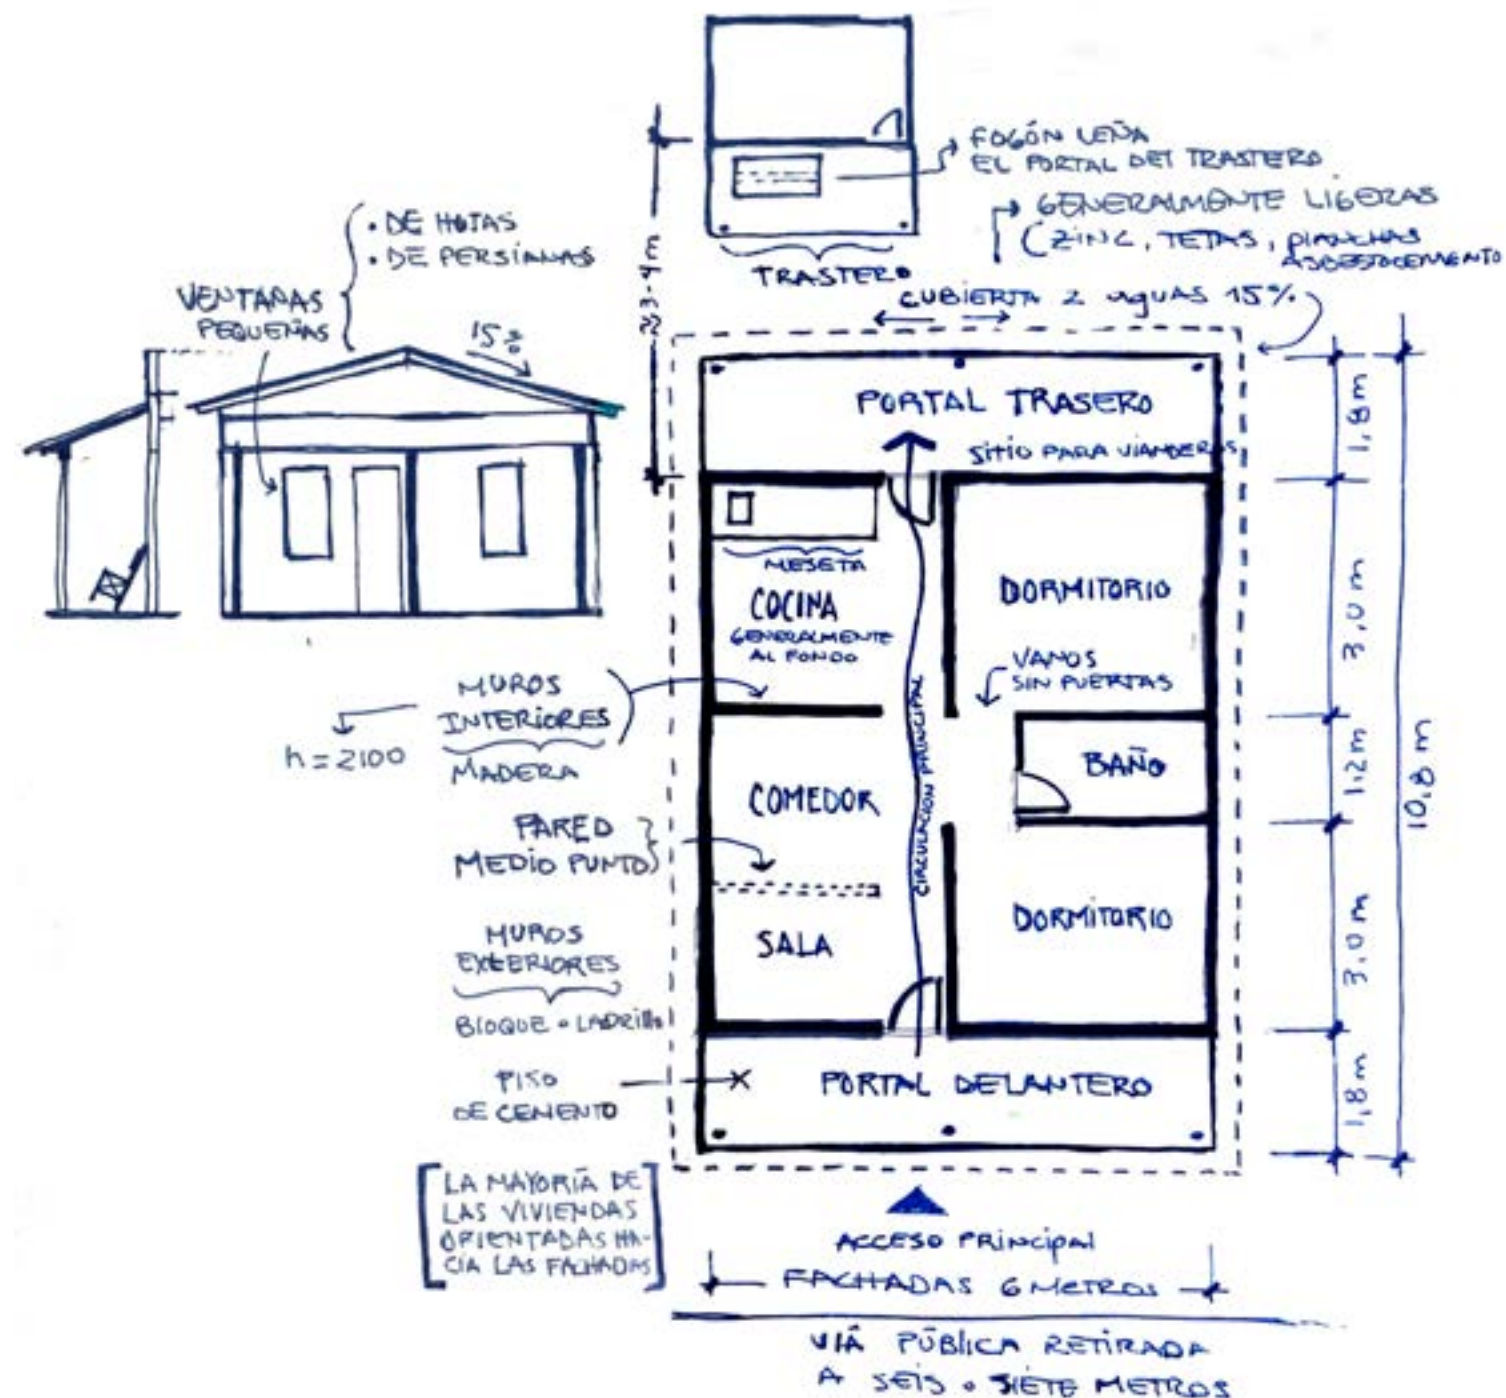 FOGÓN LEÑA
EL PORTAL DEL TRASTERO
GENERALMENTE LIGERAS
(ZINC, TEJAS, PLANCHAS
ASBESTOCEMENTO
TRASTERO
CUBIERTA 2 aguas 15%
• DE HOJAS
• DE PERSIANAS
VENTANAS
PEQUEÑAS
15%
PORTAL TRASERO
SITIO PARA VIANDERAS
1,8m
MESETA
COCINA
GENERALMENTE
AL FONDO
DORMITORIO
3,0m
VANOS
SIN PUERTAS
MUROS
INTERIORES
MADERA
h=2100
CIRCULACIÓN PRINCIPAL
BAÑO
1,2m
10,8 m
COMEDOR
PARED
MEDIO PUNTO
DORMITORIO
3,0m
SALA
MUROS
EXTERIORES
BLOQUE o LADRILLO
PISO
DE CEMENTO
PORTAL DELANTERO
1,8m
[LA MAYORÍA DE
LAS VIVIENDAS
ORIENTADAS HA-
CIA LAS FACHADAS]
ACCESO PRINCIPAL
FACHADAS 6 METROS
VÍA PÚBLICA RETIRADA
A SEIS o SIETE METROS